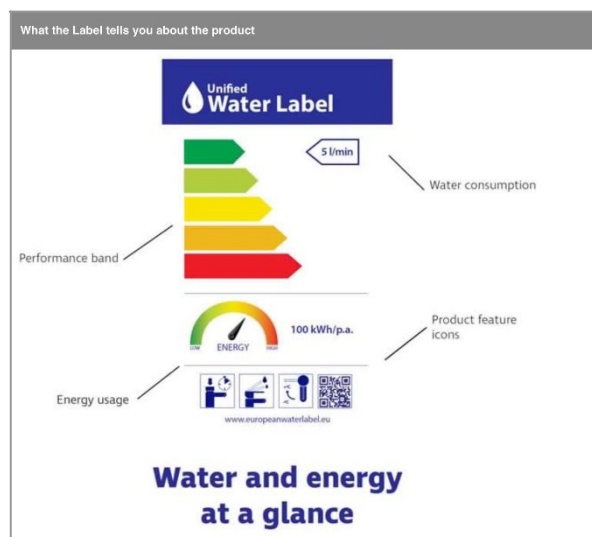 What the Label tells you about the product
Unified
Water Label
5 l/min
Water consumption
Performance band
Product feature
icons
100 kWh/p.a.
LOW
ENERGY
HIGH
Energy usage
www.europeanwaterlabel.eu
Water and energy
at a glance